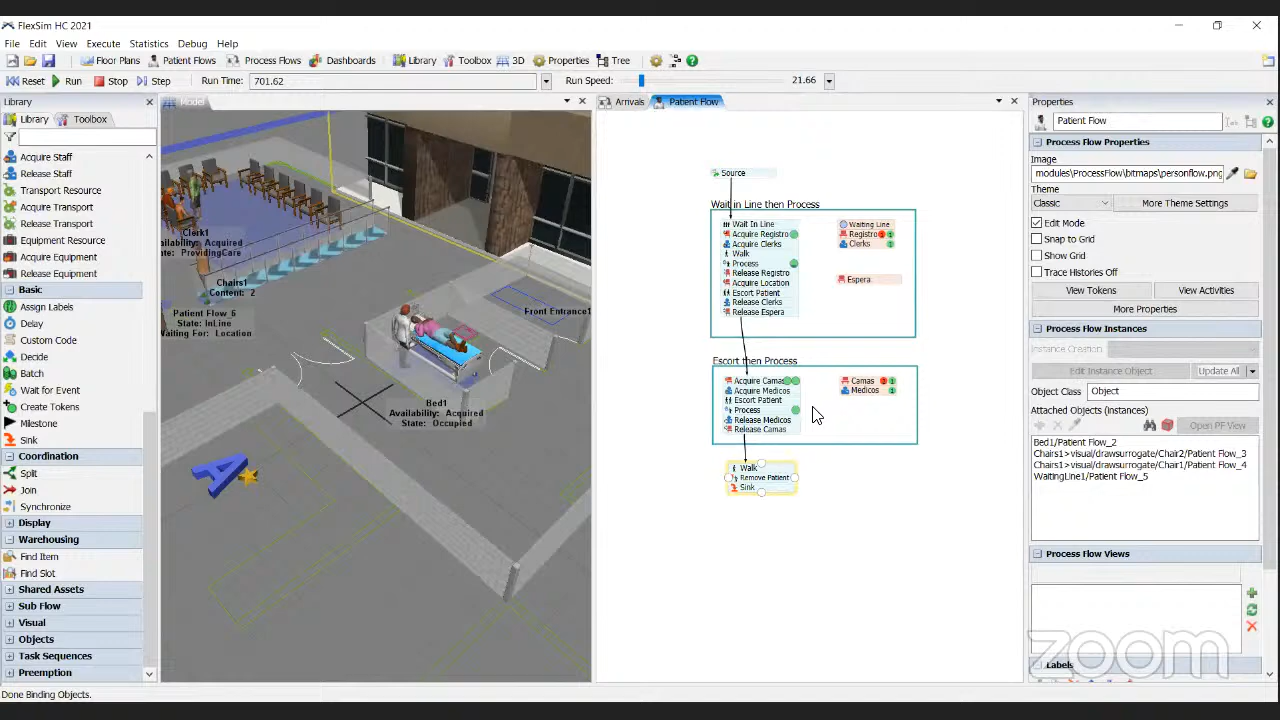 FlexSim HC 2021
File Edit View Execute Statistics Debug Help
Floor Plans Patient Flows Process Flows Dashboards Library Toolbox 3D Properties Tree
Reset Run Stop Step Run Time: 701.62 Run Speed: 21.66
Library
Library Toolbox
Acquire Staff
Release Staff
Transport Resource
Acquire Transport
Release Transport
Equipment Resource
Acquire Equipment
Release Equipment
Basic
Assign Labels
Delay
Custom Code
Decide
Batch
Wait for Event
Create Tokens
Milestone
Sink
Coordination
Split
Join
Synchronize
Display
Warehousing
Find Item
Find Slot
Shared Assets
Sub Flow
Visual
Objects
Task Sequences
Preemption
Model
Clerk1
Availability: Acquired
State: ProvidingCare
Chairs1
Content: 2
Patient Flow_6
State: InLine
Waiting For: Location
Front Entrance1
Bed1
Availability: Acquired
State: Occupied
A
Arrivals Patient Flow
Source
Wait in Line then Process
Wait In Line
Acquire Registro
Acquire Clerks
Walk
Process
Release Registro
Acquire Location
Escort Patient
Release Clerks
Release Espera
Waiting Line
Registro
Clerks
Espera
Escort then Process
Acquire Camas
Acquire Medicos
Escort Patient
Process
Release Medicos
Release Camas
Camas
Medicos
Walk
Remove Patient
Sink
Properties
Patient Flow
Process Flow Properties
Image
modules\ProcessFlow\bitmaps\personflow.png
Theme
Classic More Theme Settings
Edit Mode
Snap to Grid
Show Grid
Trace Histories Off
View Tokens View Activities
More Properties
Process Flow Instances
Instance Creation
Edit Instance Object Update All
Object Class Object
Attached Objects (Instances)
Open PF View
Bed1/Patient Flow_2
Chairs1>visual/drawsurrogate/Chair2/Patient Flow_3
Chairs1>visual/drawsurrogate/Chair1/Patient Flow_4
WaitingLine1/Patient Flow_5
Process Flow Views
Labels
zoom
Done Binding Objects.